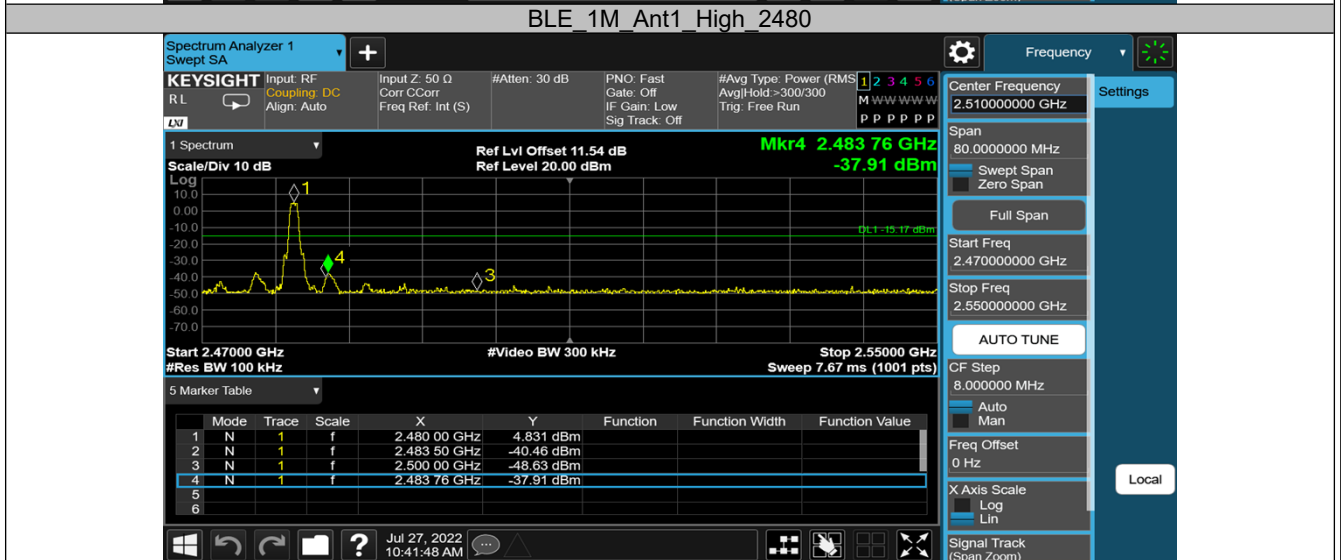 BLE_1M_Ant1_High_2480
Spectrum Analyzer 1
Swept SA
+
Frequency
KEYSIGHT Input: RF Input Z: 50 Ω #Atten: 30 dB PNO: Fast #Avg Type: Power (RMS 1 2 3 4 5 6
Coupling: DC Corr CCorr Gate: Off Avg|Hold:>300/300
RL Align: Auto Freq Ref: Int (S) IF Gain: Low Trig: Free Run M W W W W W
LXI Sig Track: Off P P P P P P
Center Frequency
2.510000000 GHz
Settings
1 Spectrum
Scale/Div 10 dB
Ref Lvl Offset 11.54 dB
Ref Level 20.00 dBm
Mkr4 2.483 76 GHz
-37.91 dBm
Log
10.0
0.00
-10.0
-20.0
-30.0
-40.0
-50.0
-60.0
-70.0
1
4
3
DL1 -15.17 dBm
Start 2.47000 GHz #Video BW 300 kHz Stop 2.55000 GHz
#Res BW 100 kHz Sweep 7.67 ms (1001 pts)
Span
80.0000000 MHz
Swept Span
Zero Span
Full Span
Start Freq
2.470000000 GHz
Stop Freq
2.550000000 GHz
AUTO TUNE
CF Step
8.000000 MHz
Auto
Man
Freq Offset
0 Hz
X Axis Scale
Log
Lin
Signal Track
(Span Zoom)
Local
5 Marker Table
Mode Trace Scale X Y Function Function Width Function Value
1 N 1 f 2.480 00 GHz 4.831 dBm
2 N 1 f 2.483 50 GHz -40.46 dBm
3 N 1 f 2.500 00 GHz -48.63 dBm
4 N 1 f 2.483 76 GHz -37.91 dBm
5
6
?
Jul 27, 2022
10:41:48 AM